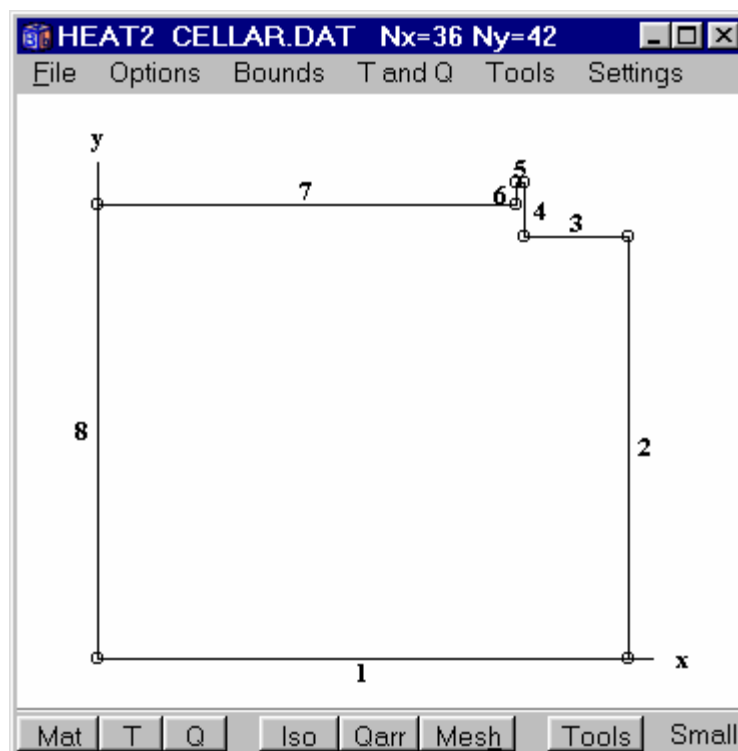 HEAT2 CELLAR.DAT Nx=36 Ny=42
File Options Bounds T and Q Tools Settings
y
5
7
6
4
3
8
2
x
1
Mat T Q Iso Qarr Mesh Tools Small